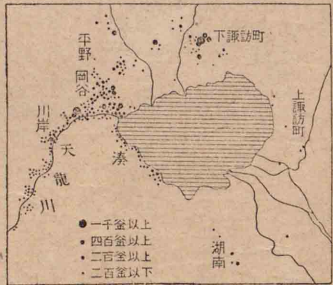 下諏訪町
平野
岡谷
上諏訪町
川岸
天龍川
湊
湖南
一千釜以上
四百釜以上
二百釜以上
二百釜以下